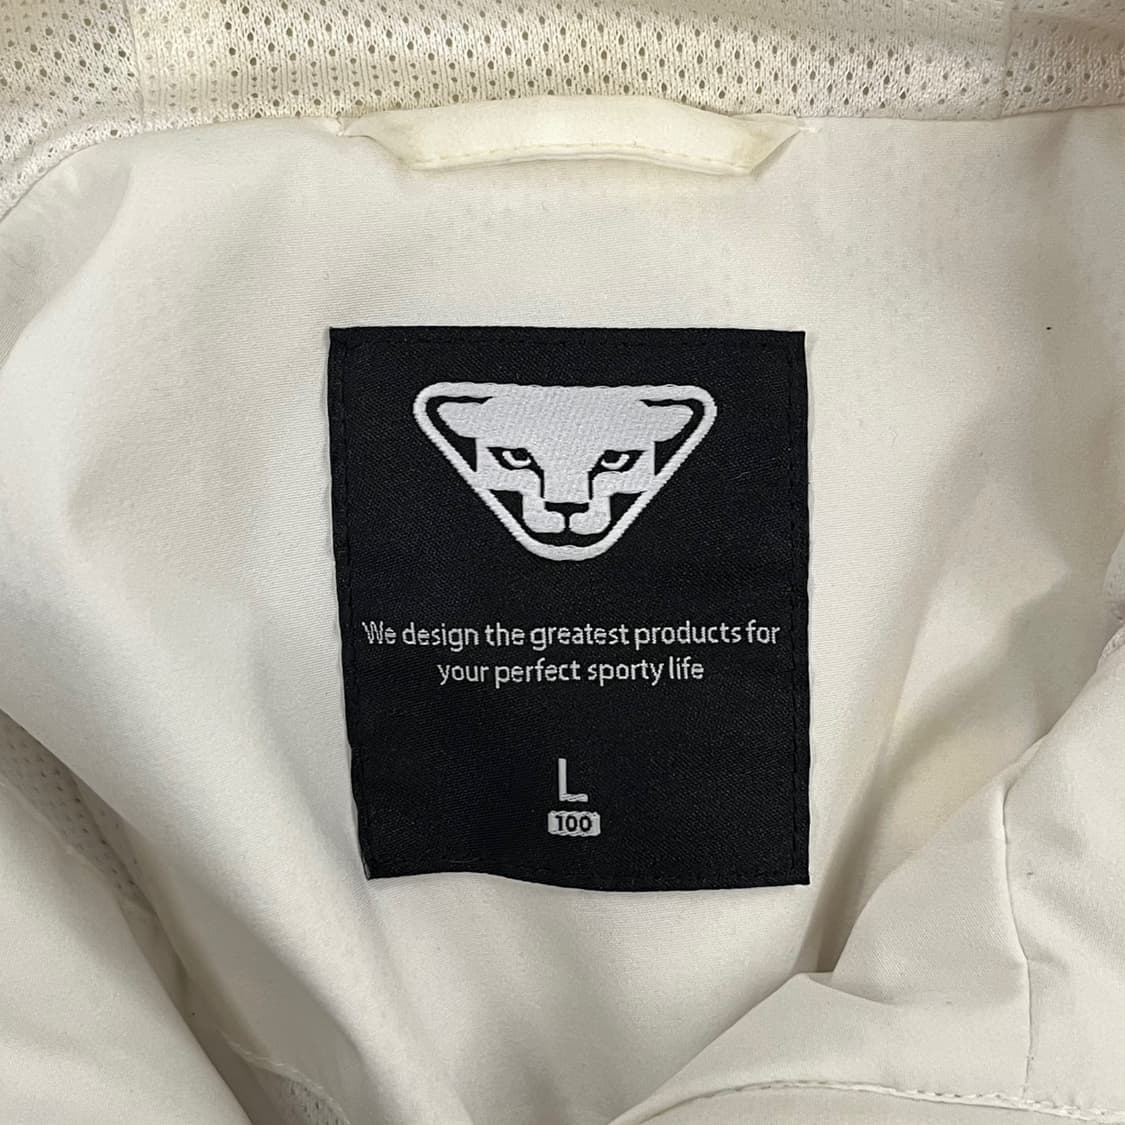 We design the greatest products for
your perfect sporty life
L
100